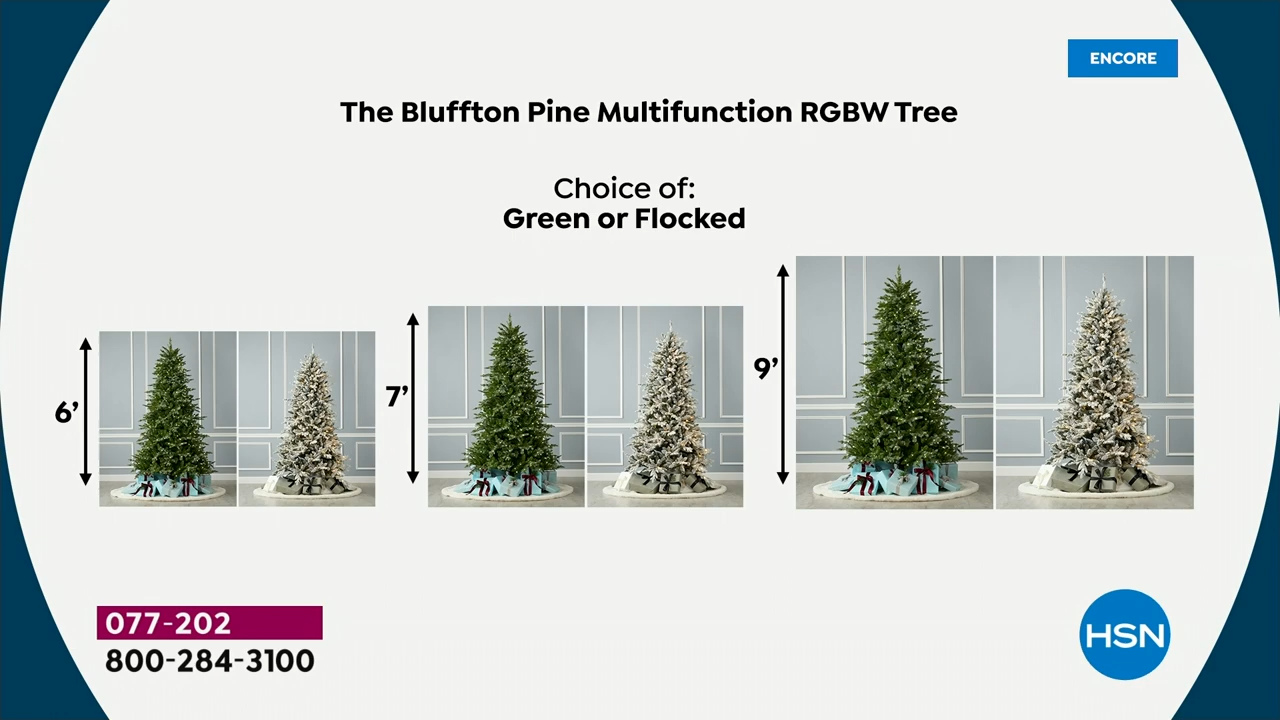 ENCORE
The Bluffton Pine Multifunction RGBW Tree
Choice of:
Green or Flocked
6’
7’
9’
077-202
800-284-3100
HSN